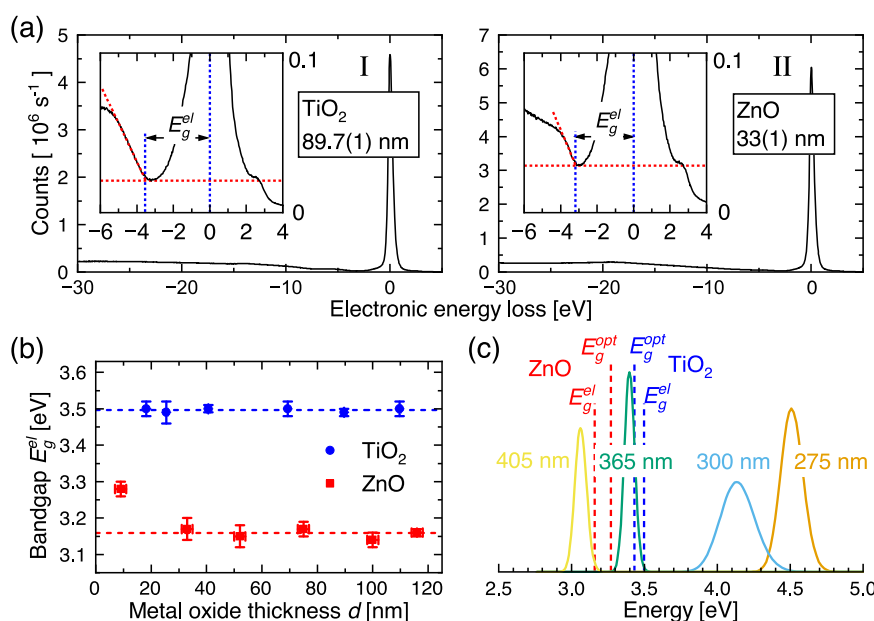 (a)
Counts [ 10⁶ s⁻¹ ]
5
4
3
2
1
0
−30
−20
−10
0
I
TiO₂
89.7(1) nm
E_g^el
0.1
0
−6
−4
−2
0
2
4
7
6
5
4
3
2
1
0
−30
−20
−10
0
II
ZnO
33(1) nm
E_g^el
0.1
0
−6
−4
−2
0
2
4
Electronic energy loss [eV]
(b)
Bandgap E_g^el [eV]
3.6
3.5
3.4
3.3
3.2
3.1
TiO₂
ZnO
0
20
40
60
80
100
120
Metal oxide thickness d [nm]
(c)
ZnO
E_g^opt
E_g^el
E_g^opt
TiO₂
E_g^el
405 nm
365 nm
300 nm
275 nm
2.5
3.0
3.5
4.0
4.5
5.0
Energy [eV]